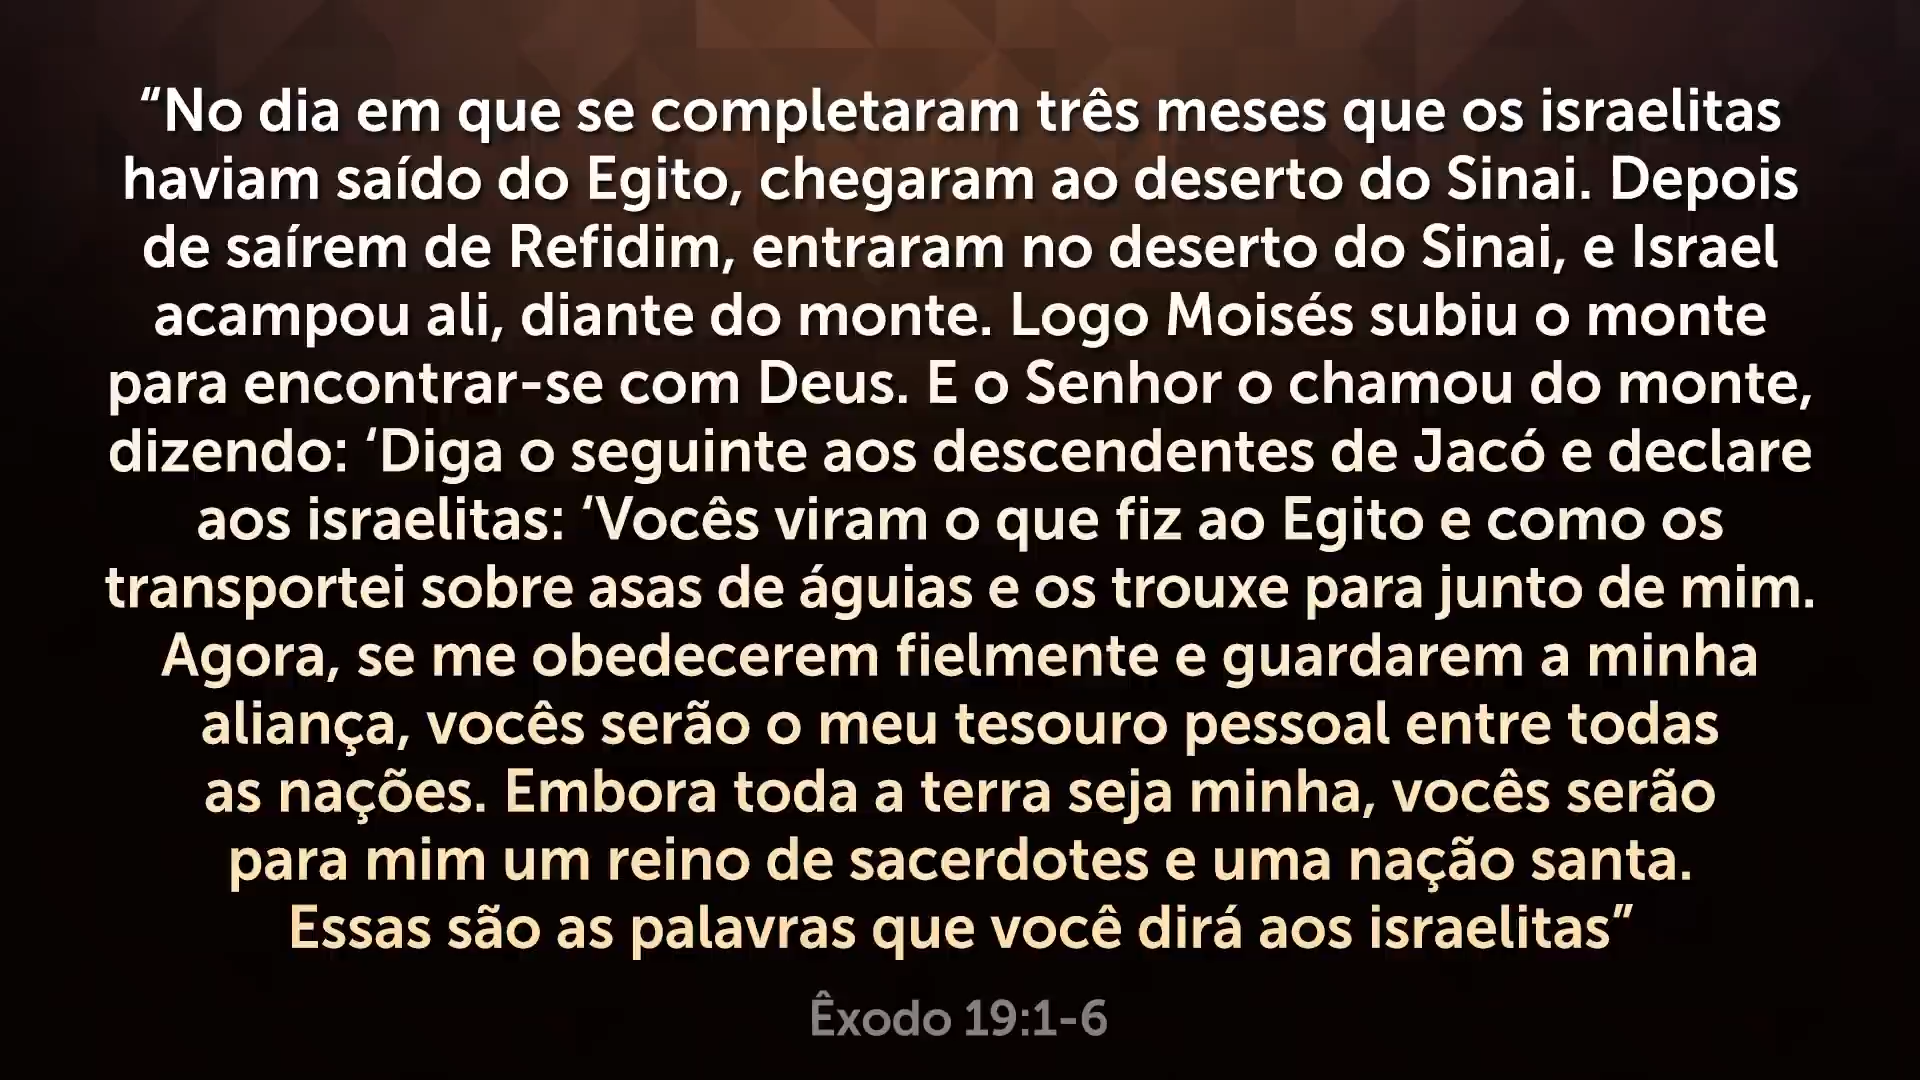 “No dia em que se completaram três meses que os israelitas
haviam saído do Egito, chegaram ao deserto do Sinai. Depois
de saírem de Refidim, entraram no deserto do Sinai, e Israel
acampou ali, diante do monte. Logo Moisés subiu o monte
para encontrar-se com Deus. E o Senhor o chamou do monte,
dizendo: ‘Diga o seguinte aos descendentes de Jacó e declare
aos israelitas: ‘Vocês viram o que fiz ao Egito e como os
transportei sobre asas de águias e os trouxe para junto de mim.
Agora, se me obedecerem fielmente e guardarem a minha
aliança, vocês serão o meu tesouro pessoal entre todas
as nações. Embora toda a terra seja minha, vocês serão
para mim um reino de sacerdotes e uma nação santa.
Essas são as palavras que você dirá aos israelitas”
Êxodo 19:1-6